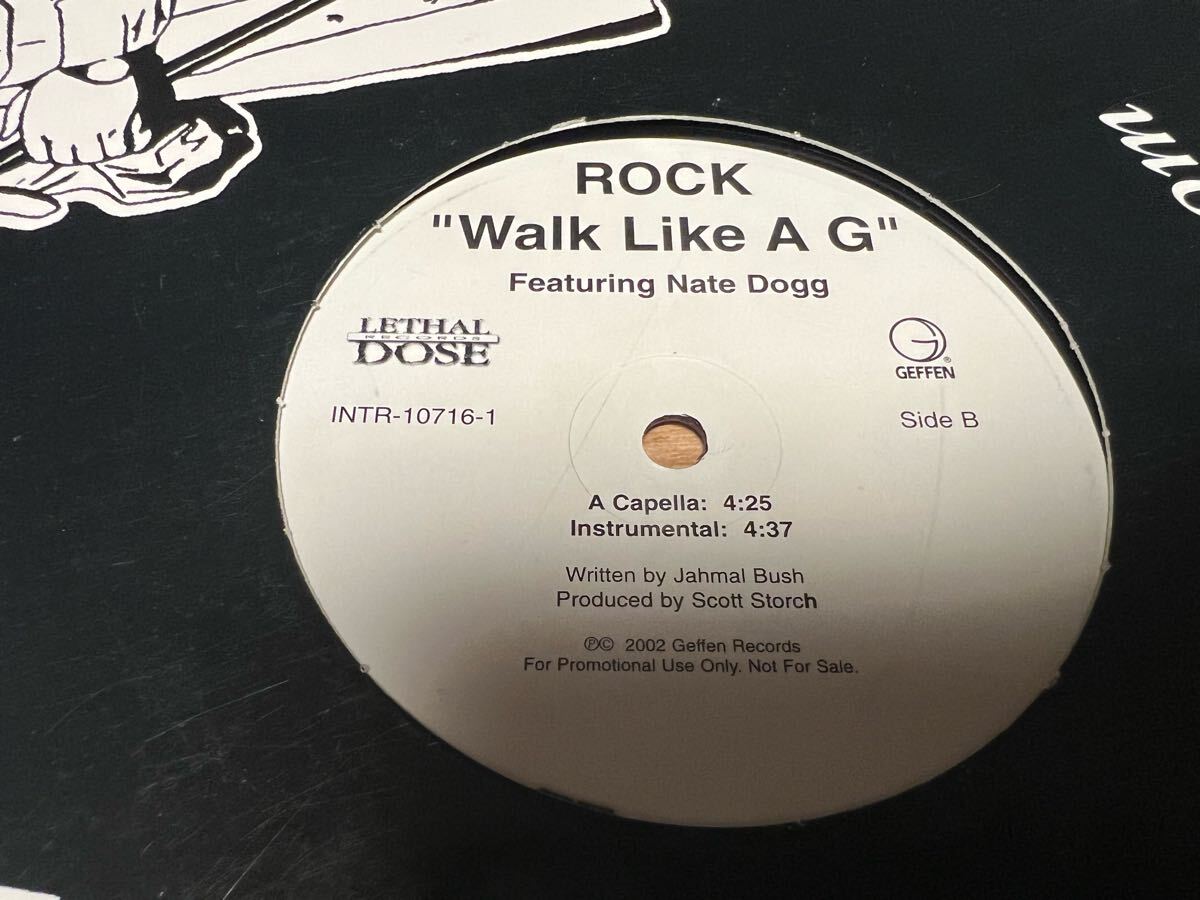 ROCK
"Walk Like A G"
Featuring Nate Dogg
LETHAL
RECORDS
DOSE
G
GEFFEN
INTR-10716-1
Side B
A Capella: 4:25
Instrumental: 4:37
Written by Jahmal Bush
Produced by Scott Storch
℗© 2002 Geffen Records
For Promotional Use Only. Not For Sale.